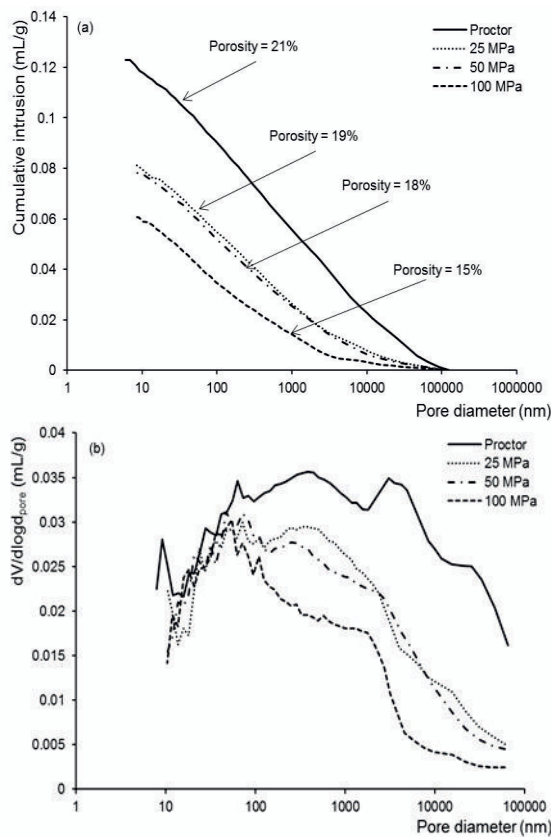 (a)
Proctor
25 MPa
50 MPa
100 MPa
Porosity = 21%
Porosity = 19%
Porosity = 18%
Porosity = 15%
Cumulative intrusion (mL/g)
0.14
0.12
0.1
0.08
0.06
0.04
0.02
0
1 10 100 1000 10000 100000 1000000
Pore diameter (nm)
(b)
Proctor
25 MPa
50 MPa
100 MPa
dV/dlogdpore (mL/g)
0.04
0.035
0.03
0.025
0.02
0.015
0.01
0.005
0
1 10 100 1000 10000 100000
Pore diameter (nm)